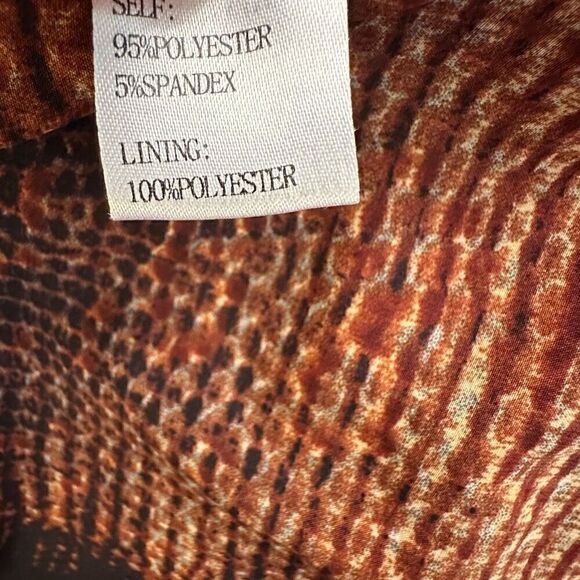 SELF:
95%POLYESTER
5%SPANDEX
LINING:
100%POLYESTER